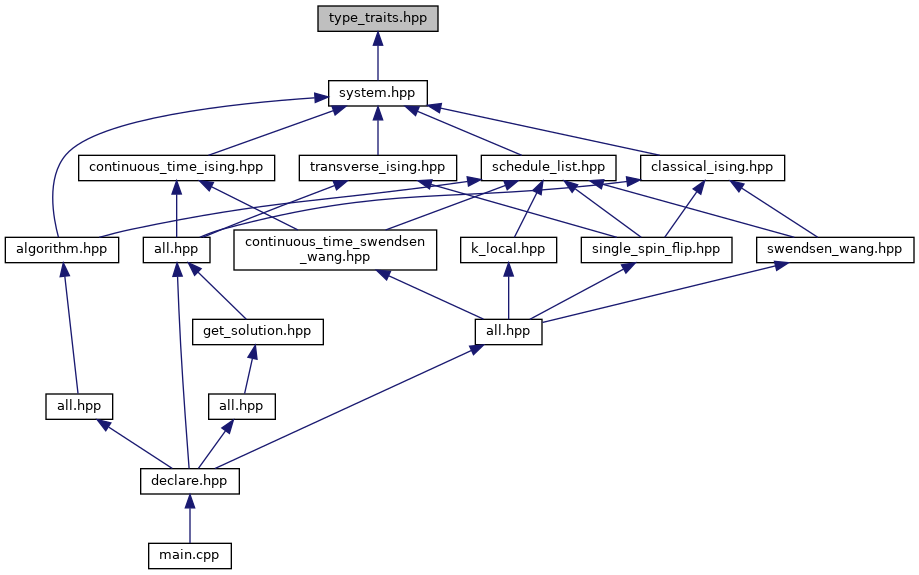 type_traits.hpp
system.hpp
continuous_time_ising.hpp
transverse_ising.hpp
schedule_list.hpp
classical_ising.hpp
algorithm.hpp
all.hpp
continuous_time_swendsen
_wang.hpp
k_local.hpp
single_spin_flip.hpp
swendsen_wang.hpp
get_solution.hpp
all.hpp
all.hpp
all.hpp
declare.hpp
main.cpp